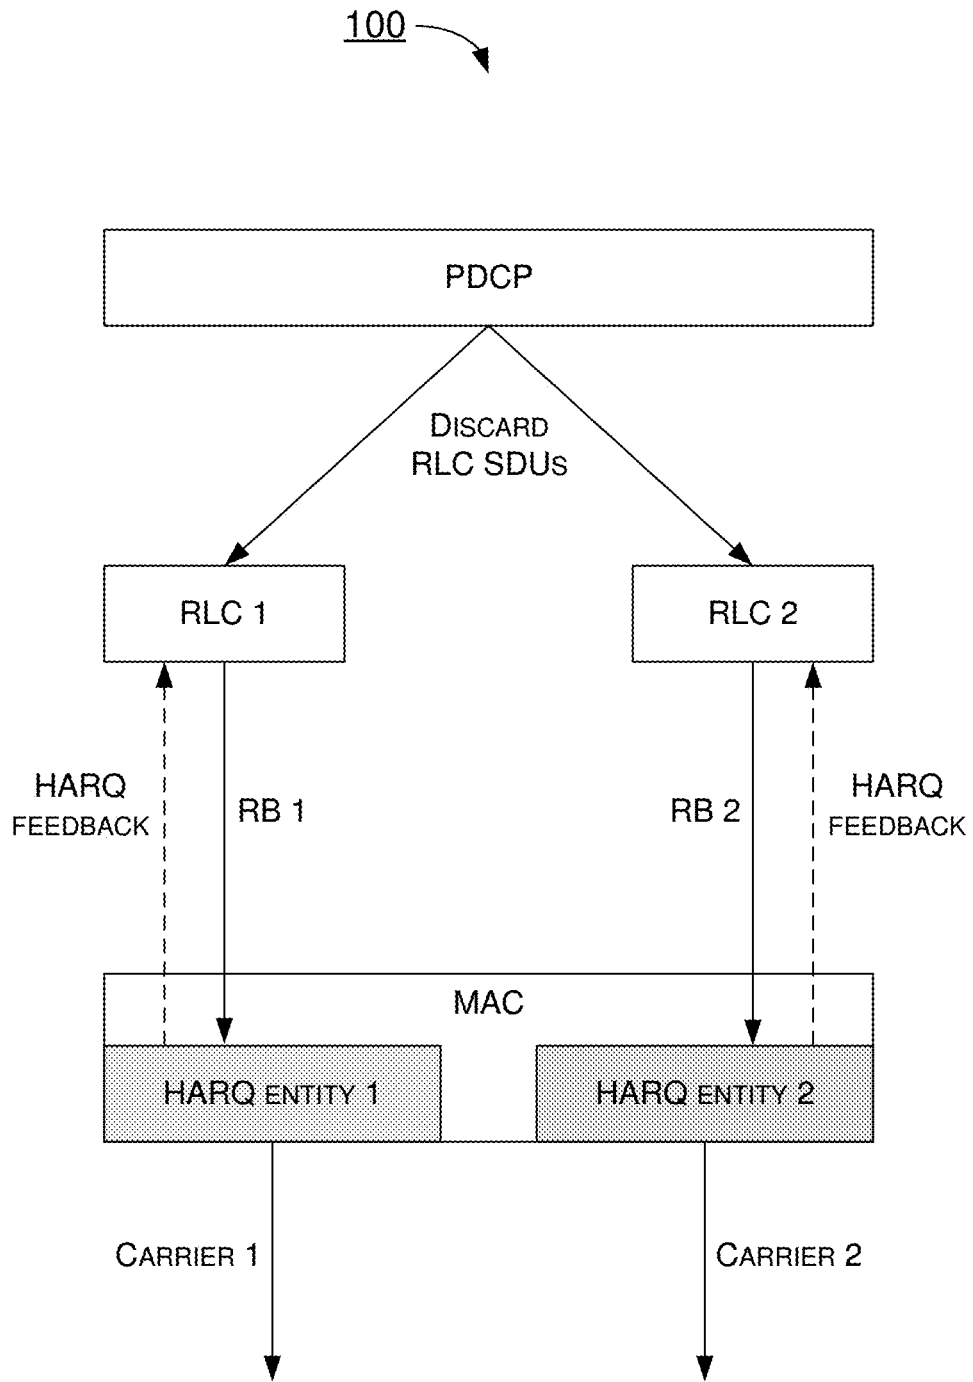 100
PDCP
DISCARD
RLC SDUS
RLC 1
RLC 2
HARQ
FEEDBACK
RB 1
RB 2
HARQ
FEEDBACK
MAC
HARQ ENTITY 1
HARQ ENTITY 2
CARRIER 1
CARRIER 2